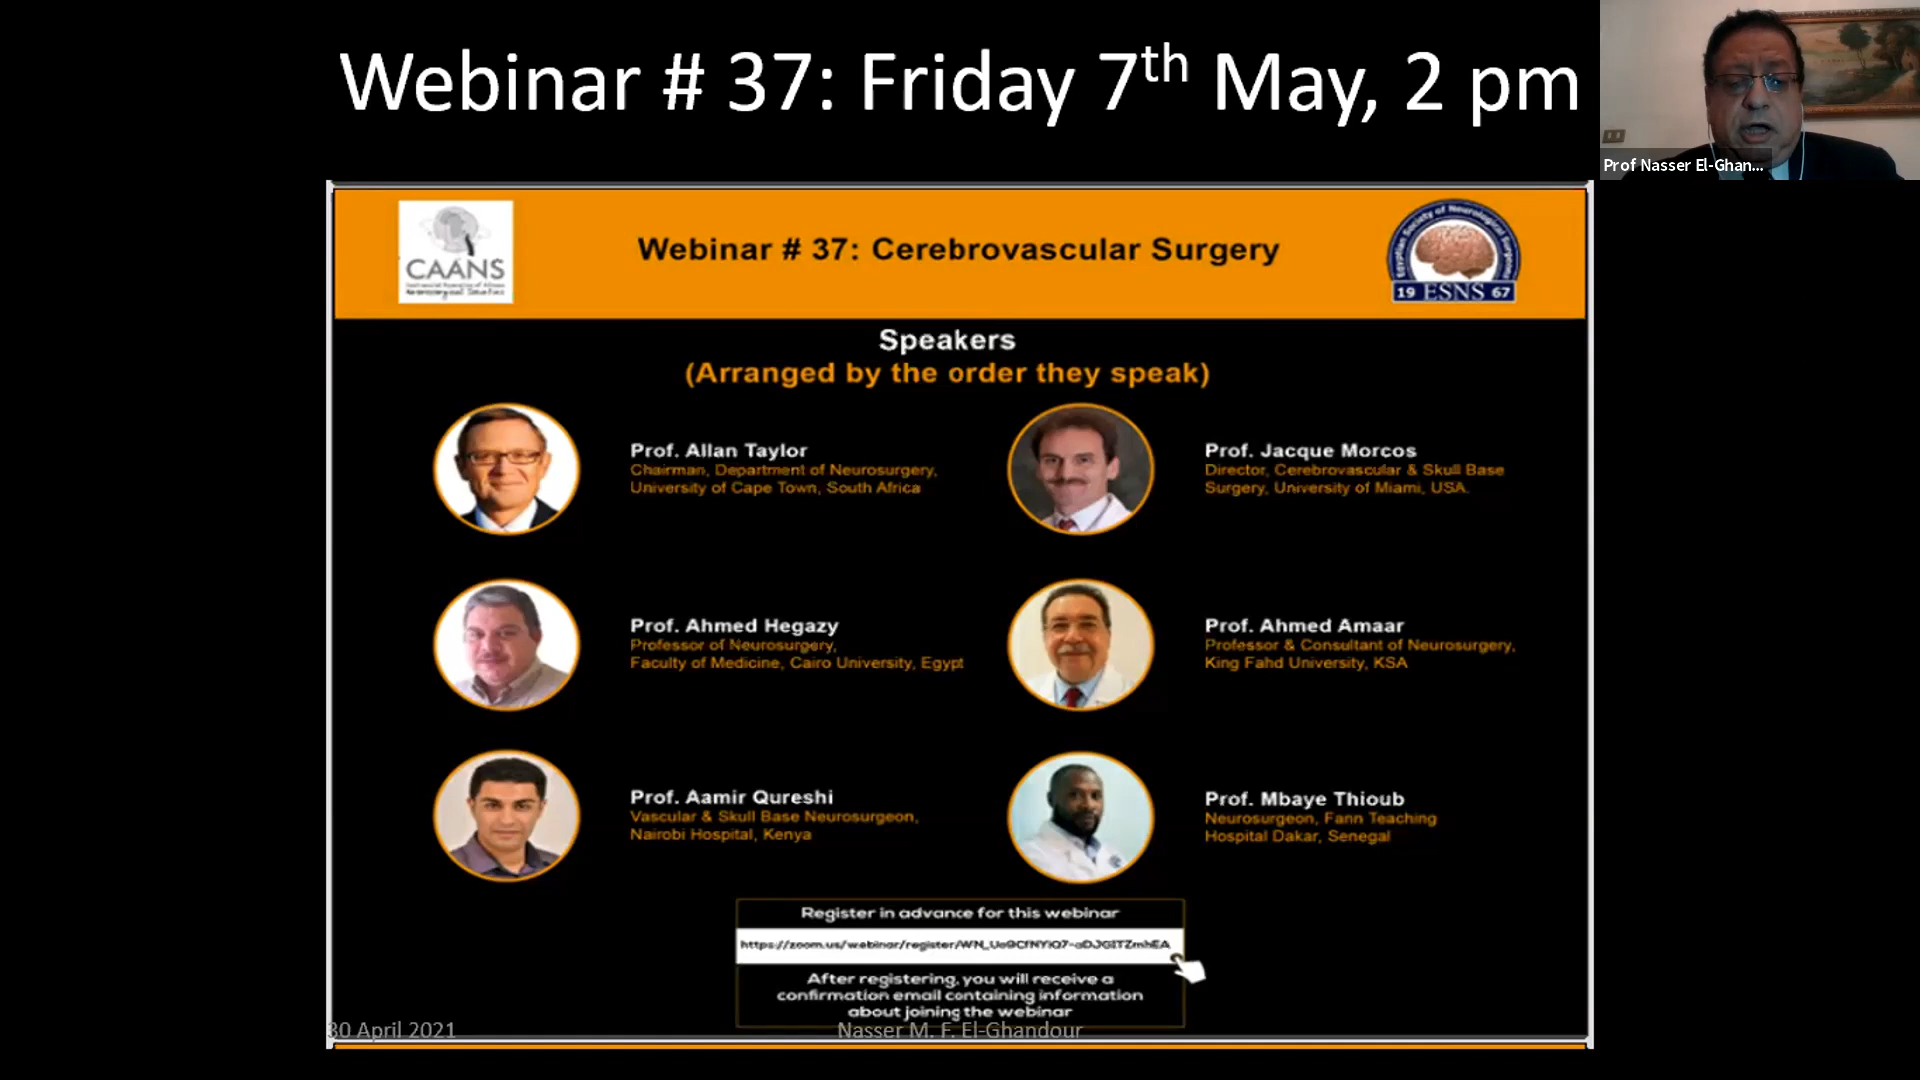 Webinar # 37: Friday 7th May, 2 pm
Prof Nasser El-Ghan...
CAANS
Webinar # 37: Cerebrovascular Surgery
Egyptian Society of Neurological Surgeons
19 ESNS 67
Speakers
(Arranged by the order they speak)
Prof. Allan Taylor
Chairman, Department of Neurosurgery,
University of Cape Town, South Africa
Prof. Jacque Morcos
Director, Cerebrovascular & Skull Base
Surgery, University of Miami, USA.
Prof. Ahmed Hegazy
Professor of Neurosurgery,
Faculty of Medicine, Cairo University, Egypt
Prof. Ahmed Amaar
Professor & Consultant of Neurosurgery,
King Fahd University, KSA
Prof. Aamir Qureshi
Vascular & Skull Base Neurosurgeon,
Nairobi Hospital, Kenya
Prof. Mbaye Thioub
Neurosurgeon, Fann Teaching
Hospital Dakar, Senegal
Register in advance for this webinar
After registering, you will receive a
confirmation email containing information
about joining the webinar
30 April 2021
Nasser M. F. El-Ghandour